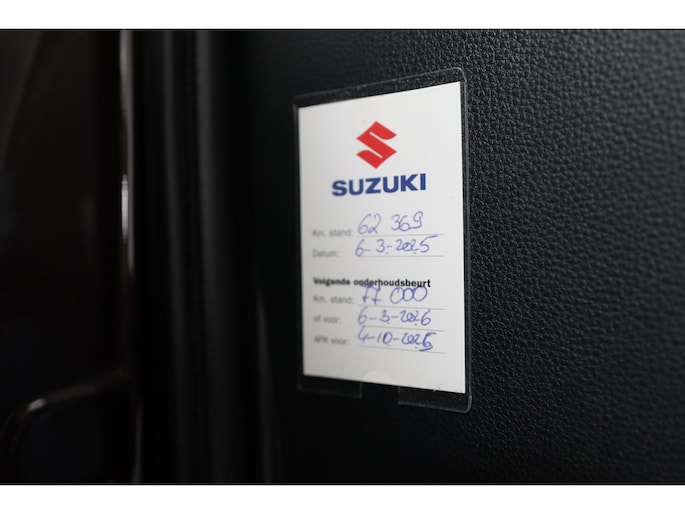 SUZUKI
Km. stand: 62 369
Datum: 6-3-2025
Volgende onderhoudsbeurt
Km. stand: 77 000
of voor: 6-3-2026
APK voor: 4-10-2025